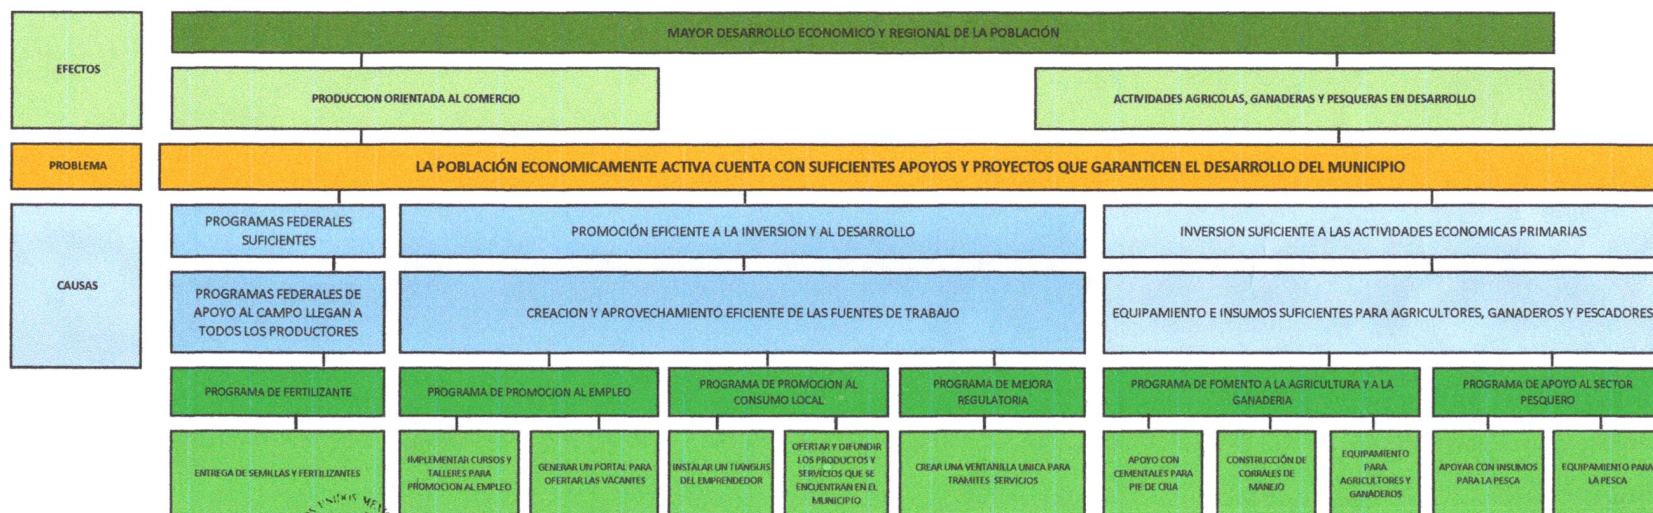 MAYOR DESARROLLO ECONOMICO Y REGIONAL DE LA POBLACIÓN
EFECTOS
PRODUCCION ORIENTADA AL COMERCIO
ACTIVIDADES AGRICOLAS, GANADERAS Y PESQUERAS EN DESARROLLO
PROBLEMA
LA POBLACIÓN ECONOMICAMENTE ACTIVA CUENTA CON SUFICIENTES APOYOS Y PROYECTOS QUE GARANTICEN EL DESARROLLO DEL MUNICIPIO
CAUSAS
PROGRAMAS FEDERALES
SUFICIENTES
PROMOCIÓN EFICIENTE A LA INVERSION Y AL DESARROLLO
INVERSION SUFICIENTE A LAS ACTIVIDADES ECONOMICAS PRIMARIAS
PROGRAMAS FEDERALES DE
APOYO AL CAMPO LLEGAN A
TODOS LOS PRODUCTORES
CREACION Y APROVECHAMIENTO EFICIENTE DE LAS FUENTES DE TRABAJO
EQUIPAMIENTO E INSUMOS SUFICIENTES PARA AGRICULTORES, GANADEROS Y PESCADORES
PROGRAMA DE FERTILIZANTE
PROGRAMA DE PROMOCION AL EMPLEO
PROGRAMA DE PROMOCION AL
CONSUMO LOCAL
PROGRAMA DE MEJORA
REGULATORIA
PROGRAMA DE FOMENTO A LA AGRICULTURA Y A LA
GANADERIA
PROGRAMA DE APOYO AL SECTOR
PESQUERO
ENTREGA DE SEMILLAS Y FERTILIZANTES
IMPLEMENTAR CURSOS Y
TALLERES PARA
PROMOCION AL EMPLEO
GENERAR UN PORTAL PARA
OFERTAR LAS VACANTES
INSTALAR UN TIANGUIS
DEL EMPRENDEDOR
OFERTAR Y DIFUNDIR
LOS PRODUCTOS Y
SERVICIOS QUE SE
ENCUENTRAN EN EL
MUNICIPIO
CREAR UNA VENTANILLA UNICA PARA
TRAMITES SERVICIOS
APOYO CON
CEMENTALES PARA
PIE DE CRIA
CONSTRUCCIÓN DE
CORRALES DE
MANEJO
EQUIPAMIENTO
PARA
AGRICULTORES Y
GANADEROS
APOYAR CON INSUMOS
PARA LA PESCA
EQUIPAMIENTO PARA
LA PESCA
UNIDOS